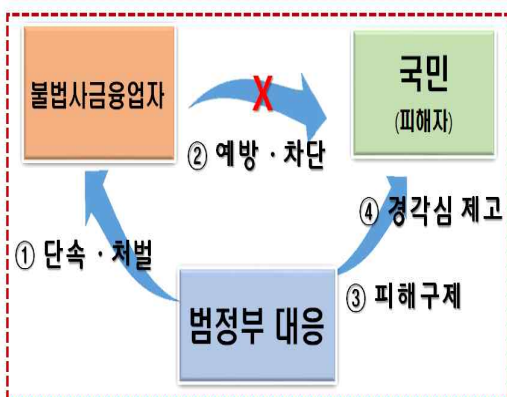 불법사금융업자
국민
(피해자)
X
② 예방·차단
④ 경각심 제고
① 단속·처벌
③ 피해구제
범정부 대응